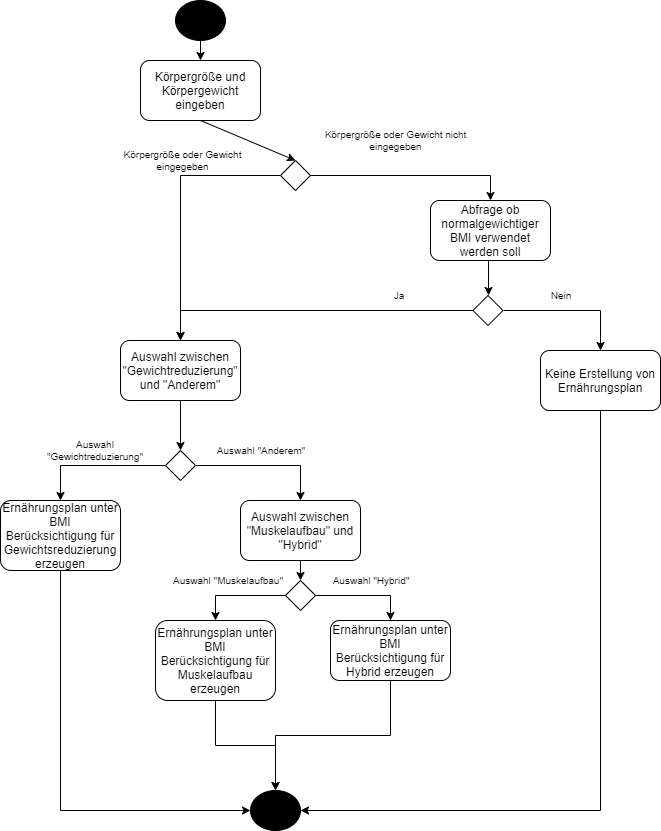 Körpergröße und
Körpergewicht
eingeben
Körpergröße oder Gewicht nicht
eingegeben
Körpergröße oder Gewicht
eingegeben
Abfrage ob
normalgewichtiger
BMI verwendet
werden soll
Ja
Nein
Auswahl zwischen
"Gewichtreduzierung"
und "Anderem"
Keine Erstellung von
Ernährungsplan
Auswahl
"Gewichtreduzierung"
Auswahl "Anderem"
Ernährungsplan unter
BMI
Berücksichtigung für
Gewichtsreduzierung
erzeugen
Auswahl zwischen
"Muskelaufbau" und
"Hybrid"
Auswahl "Muskelaufbau"
Auswahl "Hybrid"
Ernährungsplan unter
BMI
Berücksichtigung für
Muskelaufbau
erzeugen
Ernährungsplan unter
BMI
Berücksichtigung für
Hybrid erzeugen